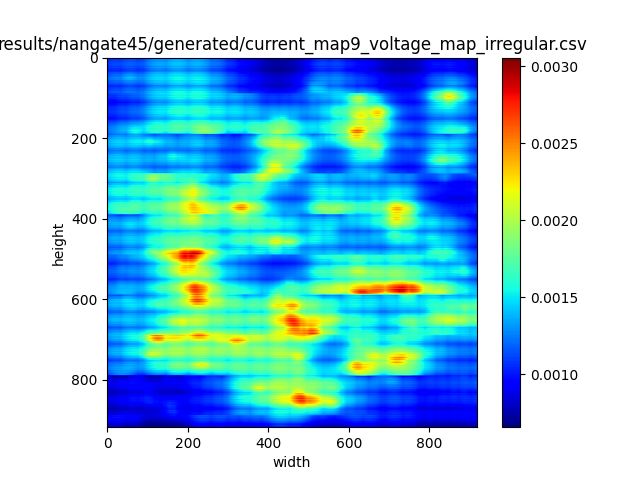 results/nangate45/generated/current_map9_voltage_map_irregular.csv
0
200
400
600
800
height
0 200 400 600 800
width
0.0030
0.0025
0.0020
0.0015
0.0010